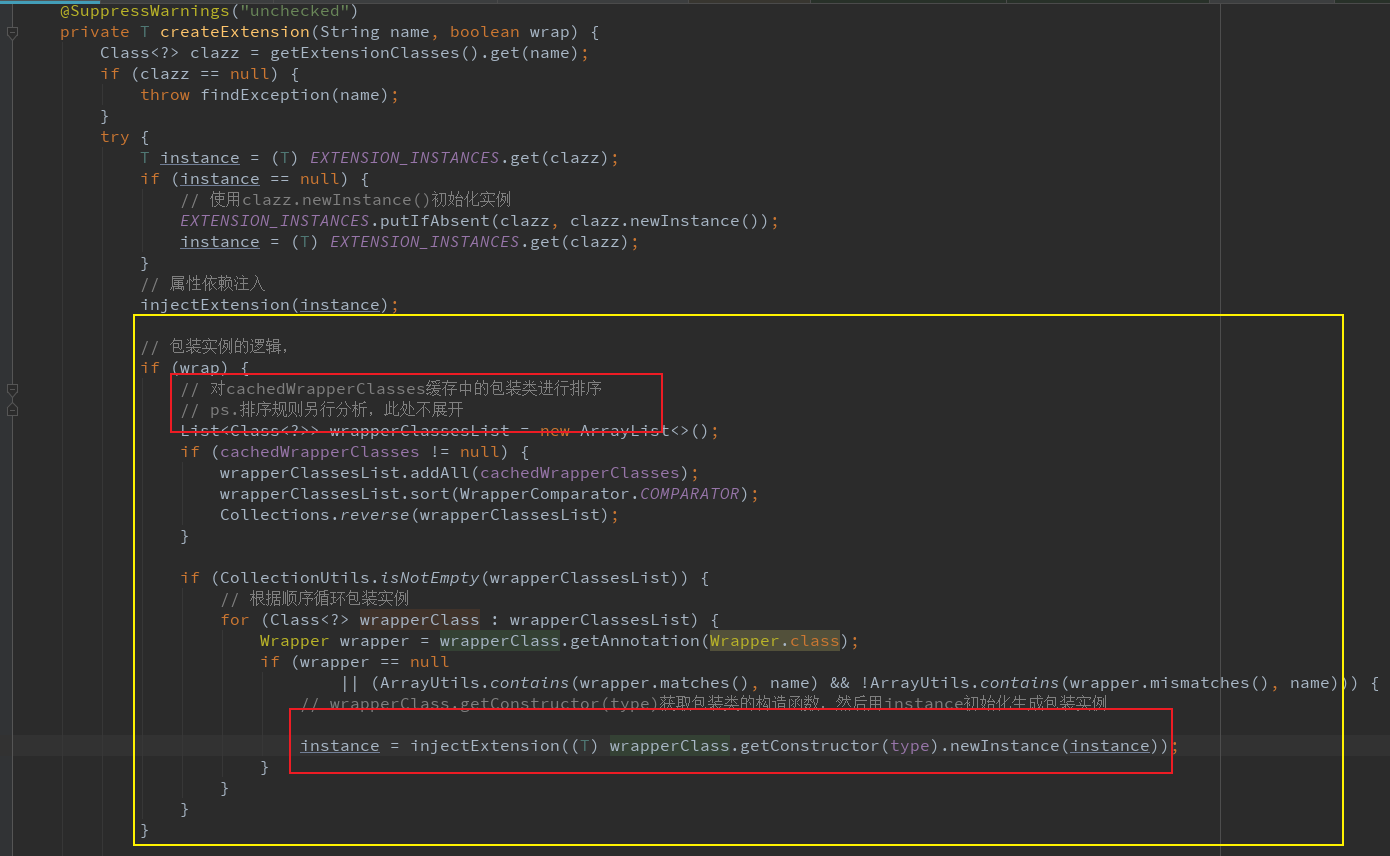 @SuppressWarnings("unchecked")
private T createExtension(String name, boolean wrap) {
Class<?> clazz = getExtensionClasses().get(name);
if (clazz == null) {
throw findException(name);
}
try {
T instance = (T) EXTENSION_INSTANCES.get(clazz);
if (instance == null) {
// 使用clazz.newInstance()初始化实例
EXTENSION_INSTANCES.putIfAbsent(clazz, clazz.newInstance());
instance = (T) EXTENSION_INSTANCES.get(clazz);
}
// 属性依赖注入
injectExtension(instance);
// 包装实例的逻辑，
if (wrap) {
// 对cachedWrapperClasses缓存中的包装类进行排序
// ps.排序规则另行分析，此处不展开
List<Class<?>> wrapperClassesList = new ArrayList<>();
if (cachedWrapperClasses != null) {
wrapperClassesList.addAll(cachedWrapperClasses);
wrapperClassesList.sort(WrapperComparator.COMPARATOR);
Collections.reverse(wrapperClassesList);
}
if (CollectionUtils.isNotEmpty(wrapperClassesList)) {
// 根据顺序循环包装实例
for (Class<?> wrapperClass : wrapperClassesList) {
Wrapper wrapper = wrapperClass.getAnnotation(Wrapper.class);
if (wrapper == null
|| (ArrayUtils.contains(wrapper.matches(), name) && !ArrayUtils.contains(wrapper.mismatches(), name))) {
// wrapperClass.getConstructor(type)获取包装类的构造函数，然后用instance初始化生成包装实例
instance = injectExtension((T) wrapperClass.getConstructor(type).newInstance(instance));
}
}
}
}